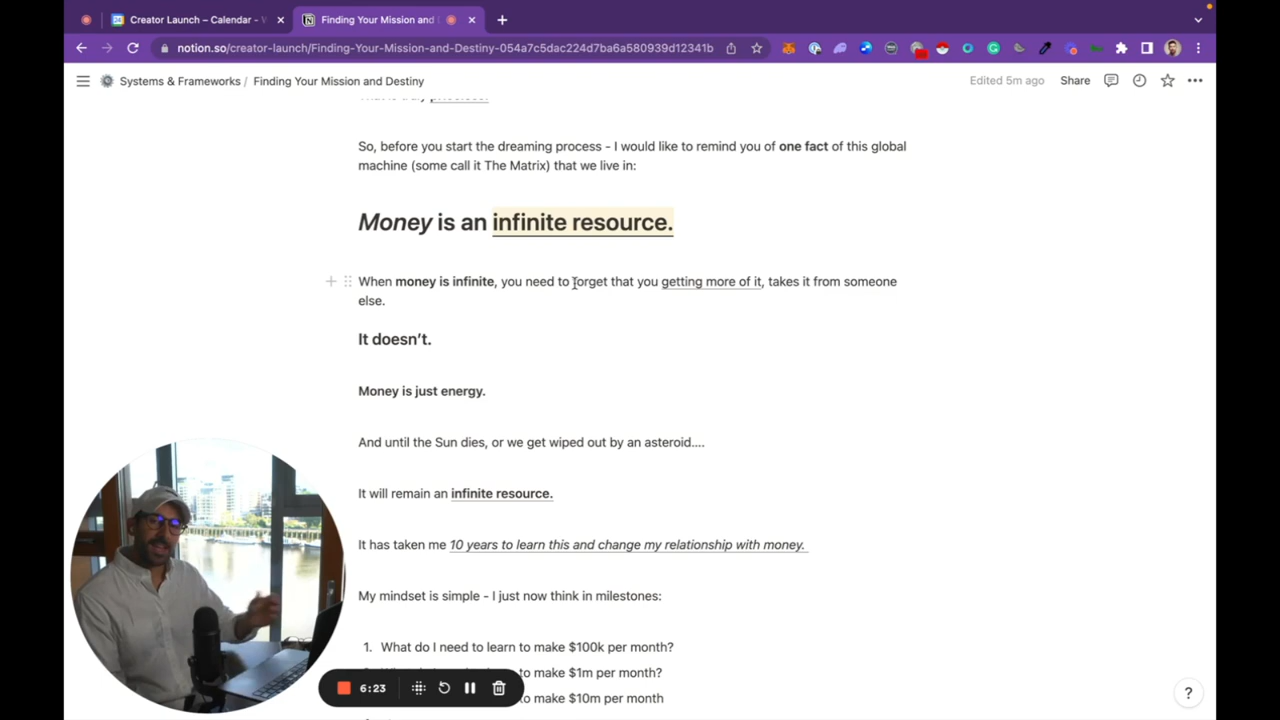 Creator Launch – Calendar -
Finding Your Mission and
notion.so/creator-launch/Finding-Your-Mission-and-Destiny-054a7c5dac224d7ba6a580939d12341b
Systems & Frameworks / Finding Your Mission and Destiny
Edited 5m ago
Share
So, before you start the dreaming process - I would like to remind you of one fact of this global
machine (some call it The Matrix) that we live in:
Money is an infinite resource.
When money is infinite, you need to forget that you getting more of it, takes it from someone
else.
It doesn’t.
Money is just energy.
And until the Sun dies, or we get wiped out by an asteroid....
It will remain an infinite resource.
It has taken me 10 years to learn this and change my relationship with money.
My mindset is simple - I just now think in milestones:
1. What do I need to learn to make $100k per month?
to make $1m per month?
to make $10m per month
6:23
?